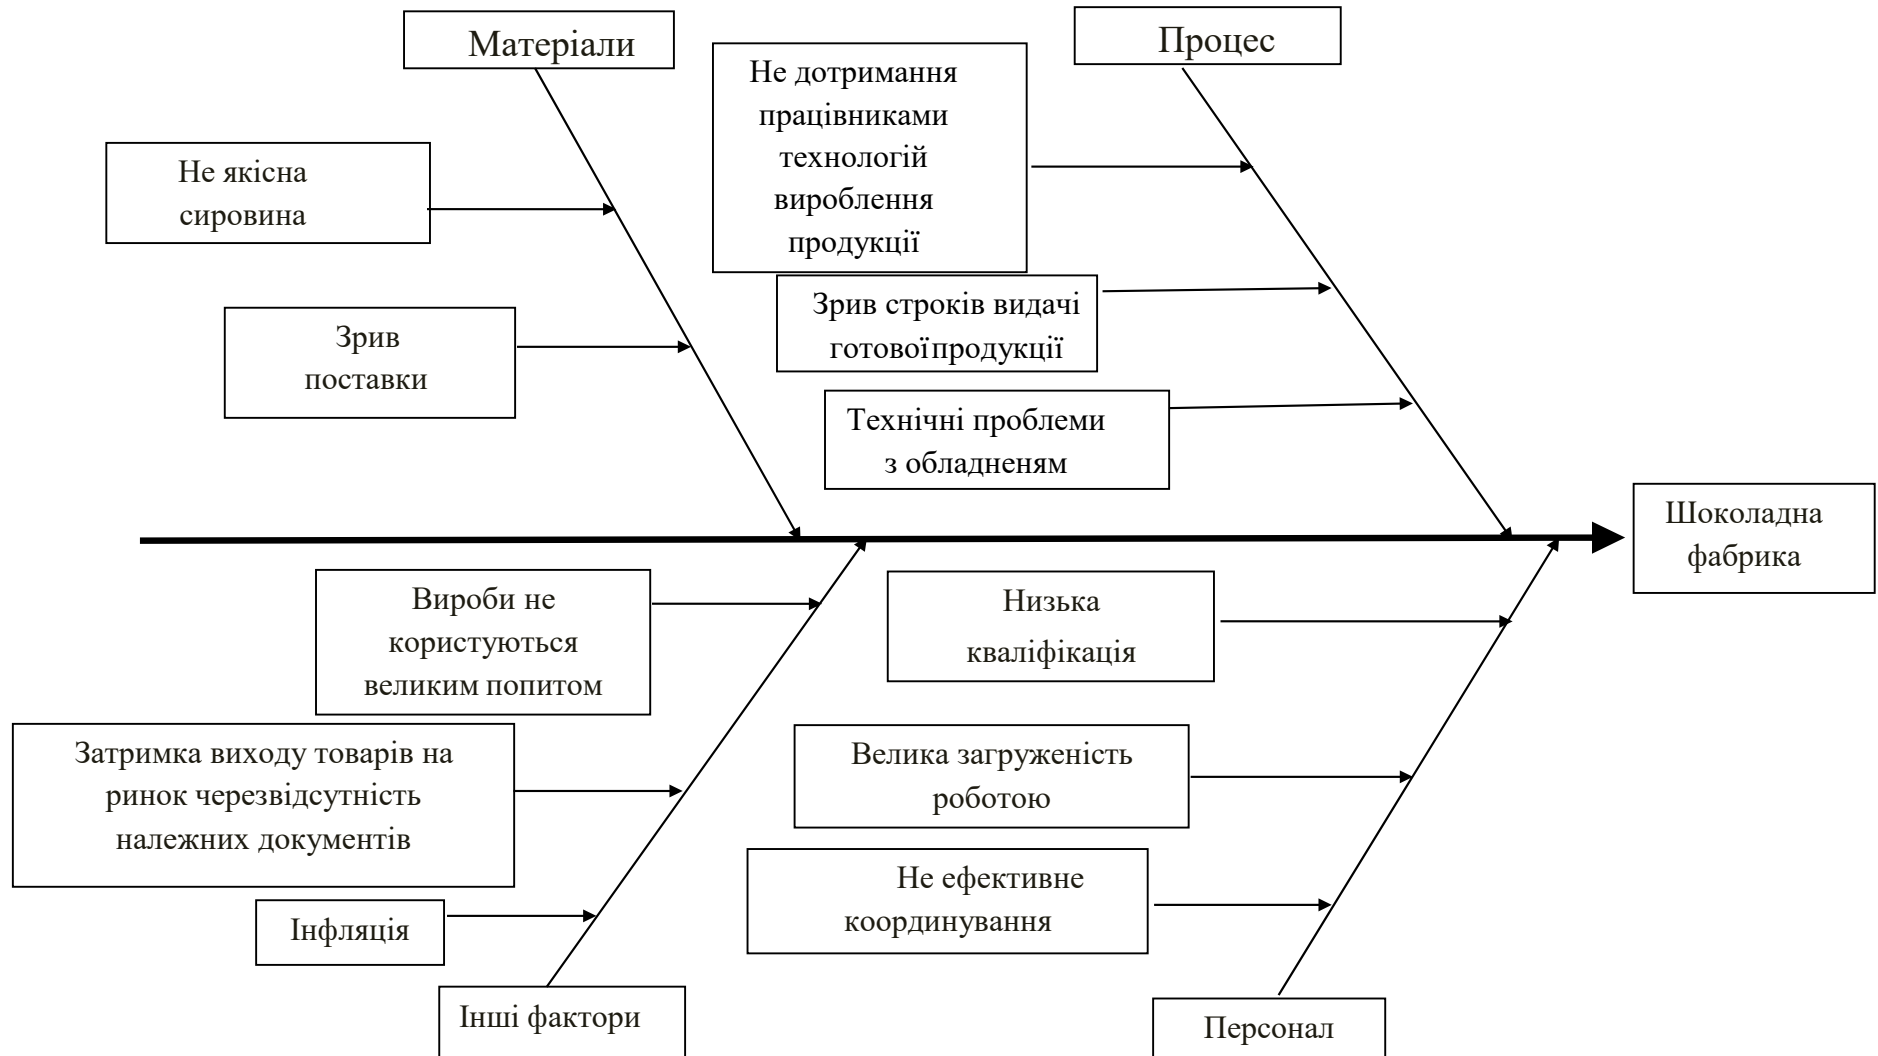 Матеріали
Процес
Не дотримання
працівниками
технологій
вироблення
продукції
Не якісна
сировина
Зрив строків видачі
готовоїпродукції
Зрив
поставки
Технічні проблеми
з обладненям
Шоколадна
фабрика
Вироби не
користуються
великим попитом
Низька
кваліфікація
Затримка виходу товарів на
ринок черезвідсутність
належних документів
Велика загруженість
роботою
Не ефективне
координування
Інфляція
Інші фактори
Персонал